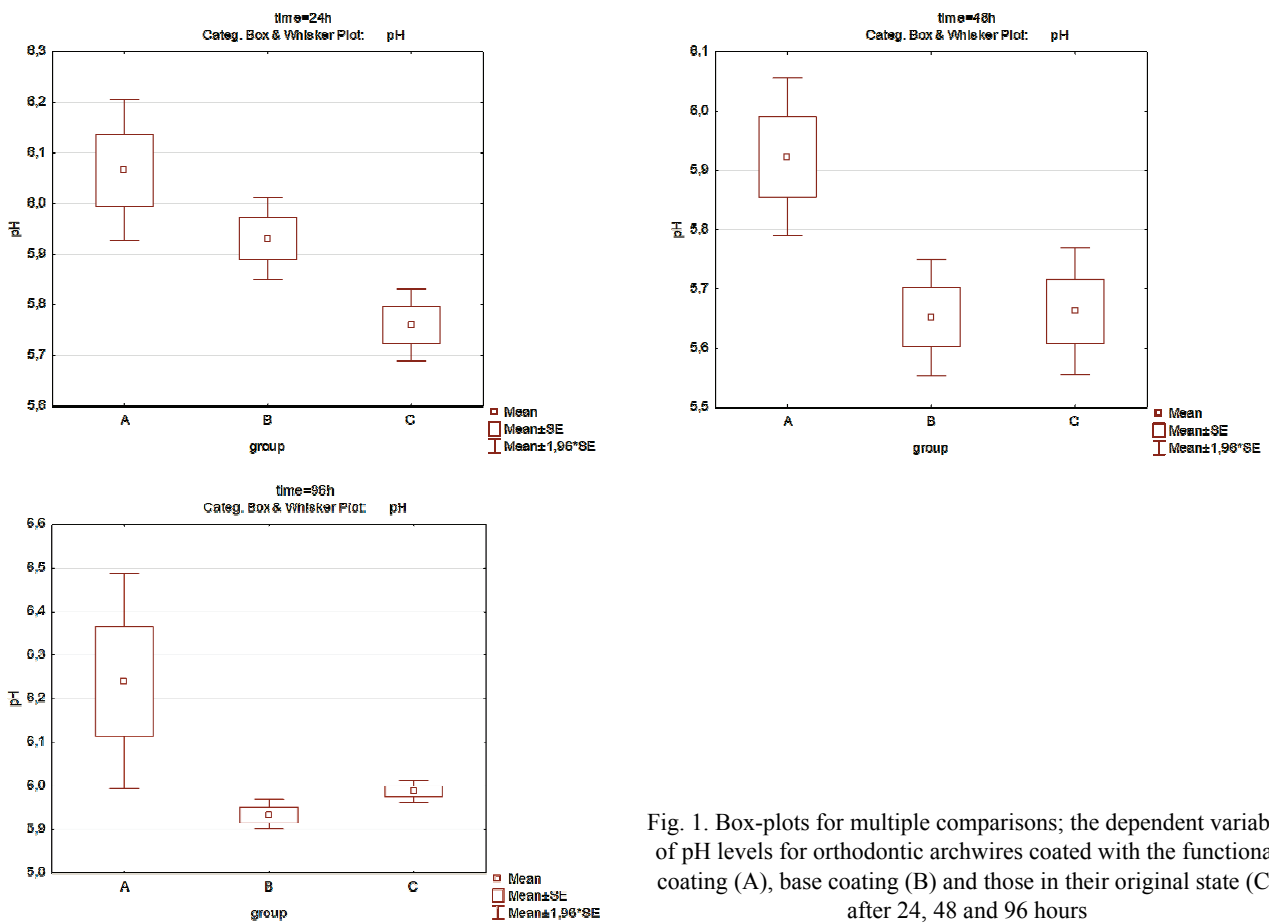 time=24h
Categ. Box & Whisker Plot: pH
6,3
6,2
6,1
6,0
5,9
5,8
5,7
5,6
pH
A B C
group
Mean
Mean±SE
Mean±1,96*SE
time=48h
Categ. Box & Whisker Plot: pH
6,1
6,0
5,9
5,8
5,7
5,6
5,5
pH
A B C
group
Mean
Mean±SE
Mean±1,96*SE
time=96h
Categ. Box & Whisker Plot: pH
6,6
6,5
6,4
6,3
6,2
6,1
6,0
5,9
5,8
pH
A B C
group
Mean
Mean±SE
Mean±1,96*SE
Fig. 1. Box-plots for multiple comparisons; the dependent variab
of pH levels for orthodontic archwires coated with the functiona
coating (A), base coating (B) and those in their original state (C
after 24, 48 and 96 hours